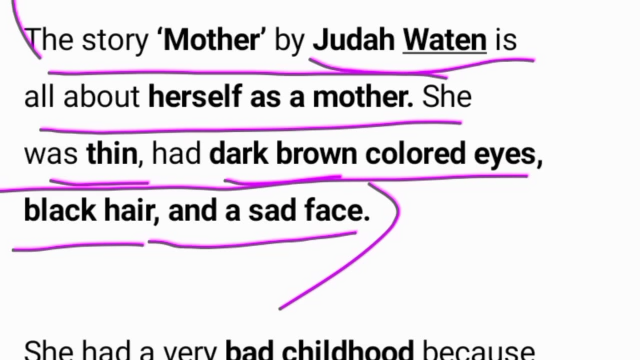 The story ‘Mother’ by Judah Waten is
all about herself as a mother. She
was thin, had dark brown colored eyes,
black hair, and a sad face.
She had a very bad childhood because